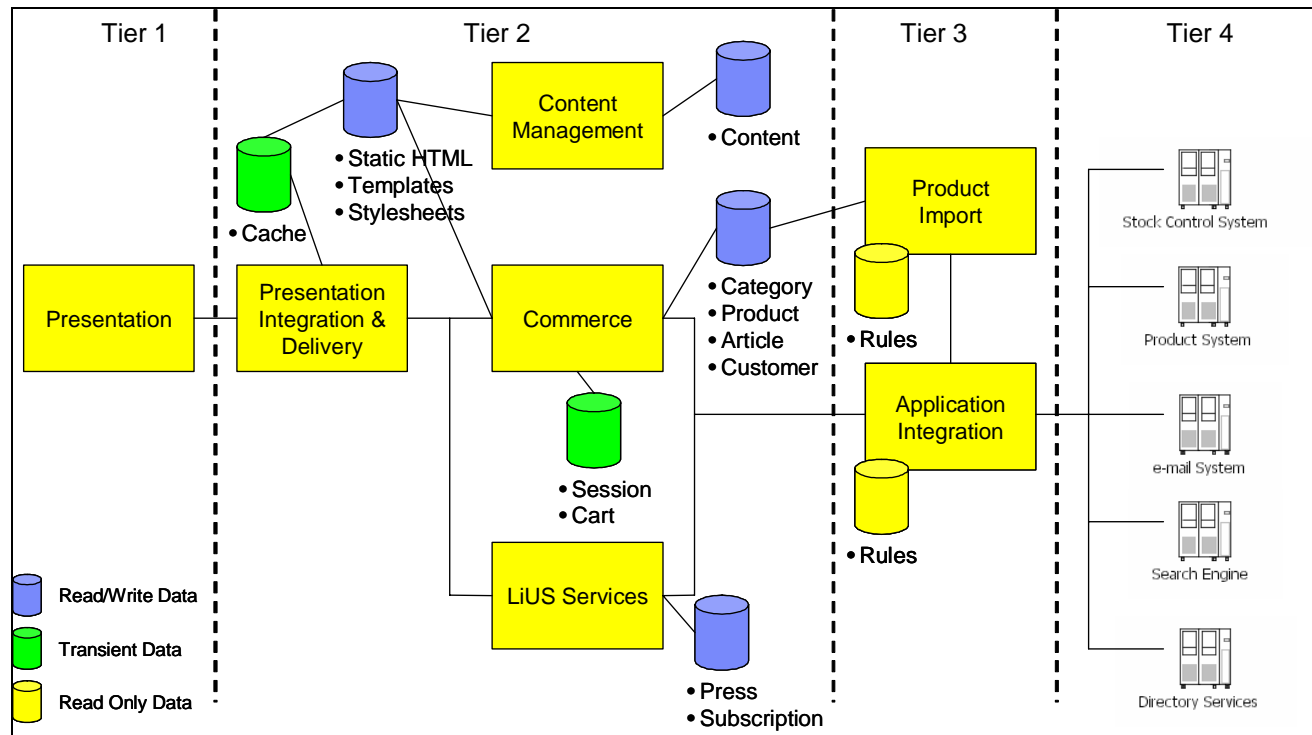 Tier 1
Tier 2
Tier 3
Tier 4
Content
Management
• Content
• Static HTML
• Templates
• Stylesheets
• Cache
Product
Import
• Rules
Stock Control System
Presentation
Presentation
Integration &
Delivery
Commerce
• Category
• Product
• Article
• Customer
Product System
• Session
• Cart
Application
Integration
• Rules
e-mail System
LiUS Services
• Press
• Subscription
Search Engine
Directory Services
Read/Write Data
Transient Data
Read Only Data